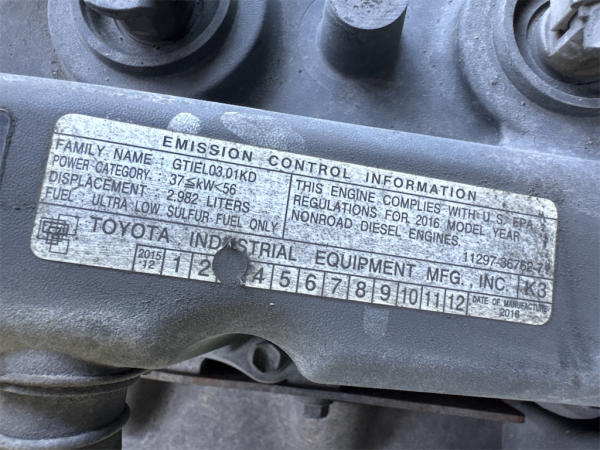 EMISSION CONTROL INFORMATION
FAMILY NAME : GTIEL03.01KD
POWER CATEGORY: 37≦kW<56
DISPLACEMENT : 2.982 LITERS
FUEL : ULTRA LOW SULFUR FUEL ONLY
THIS ENGINE COMPLIES WITH U.S. EPA
REGULATIONS FOR 2016 MODEL YEAR
NONROAD DIESEL ENGINES.
11297-36762-71
TOYOTA INDUSTRIAL EQUIPMENT MFG., INC. K3
2015 12 1 2 4 5 6 7 8 9 10 11 12 DATE OF MANUFACTURE 2016